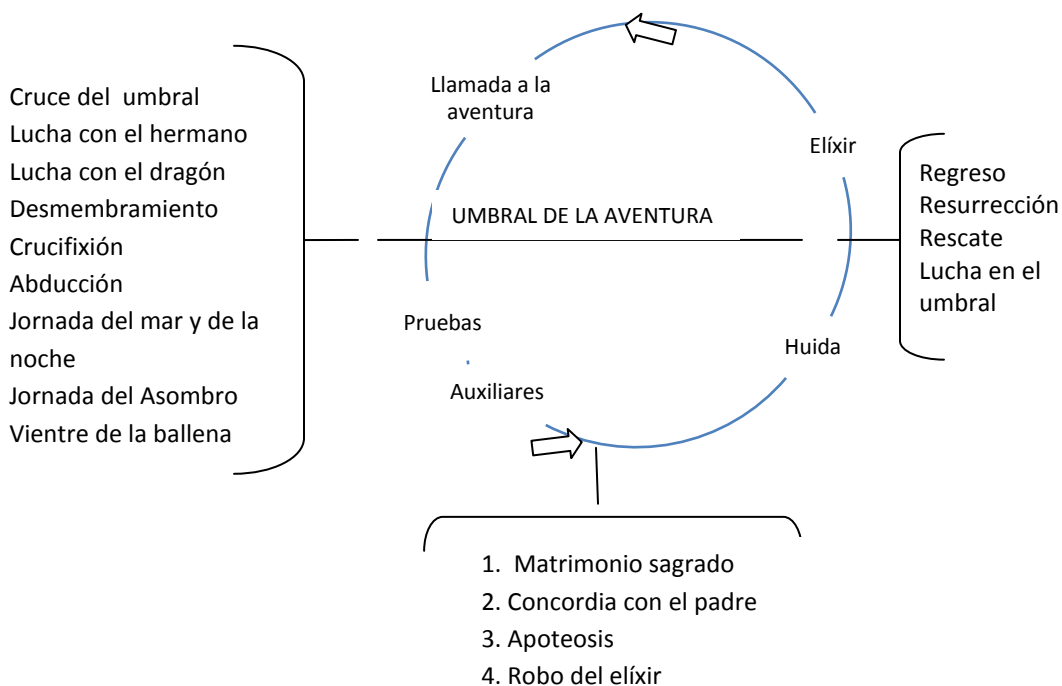 Cruce del umbral
Lucha con el hermano
Lucha con el dragón
Desmembramiento
Crucifixión
Abducción
Jornada del mar y de la
noche
Jornada del Asombro
Vientre de la ballena
Llamada a la
aventura
Elíxir
UMBRAL DE LA AVENTURA
Pruebas
Auxiliares
Huida
Regreso
Resurrección
Rescate
Lucha en el
umbral
1. Matrimonio sagrado
2. Concordia con el padre
3. Apoteosis
4. Robo del elíxir